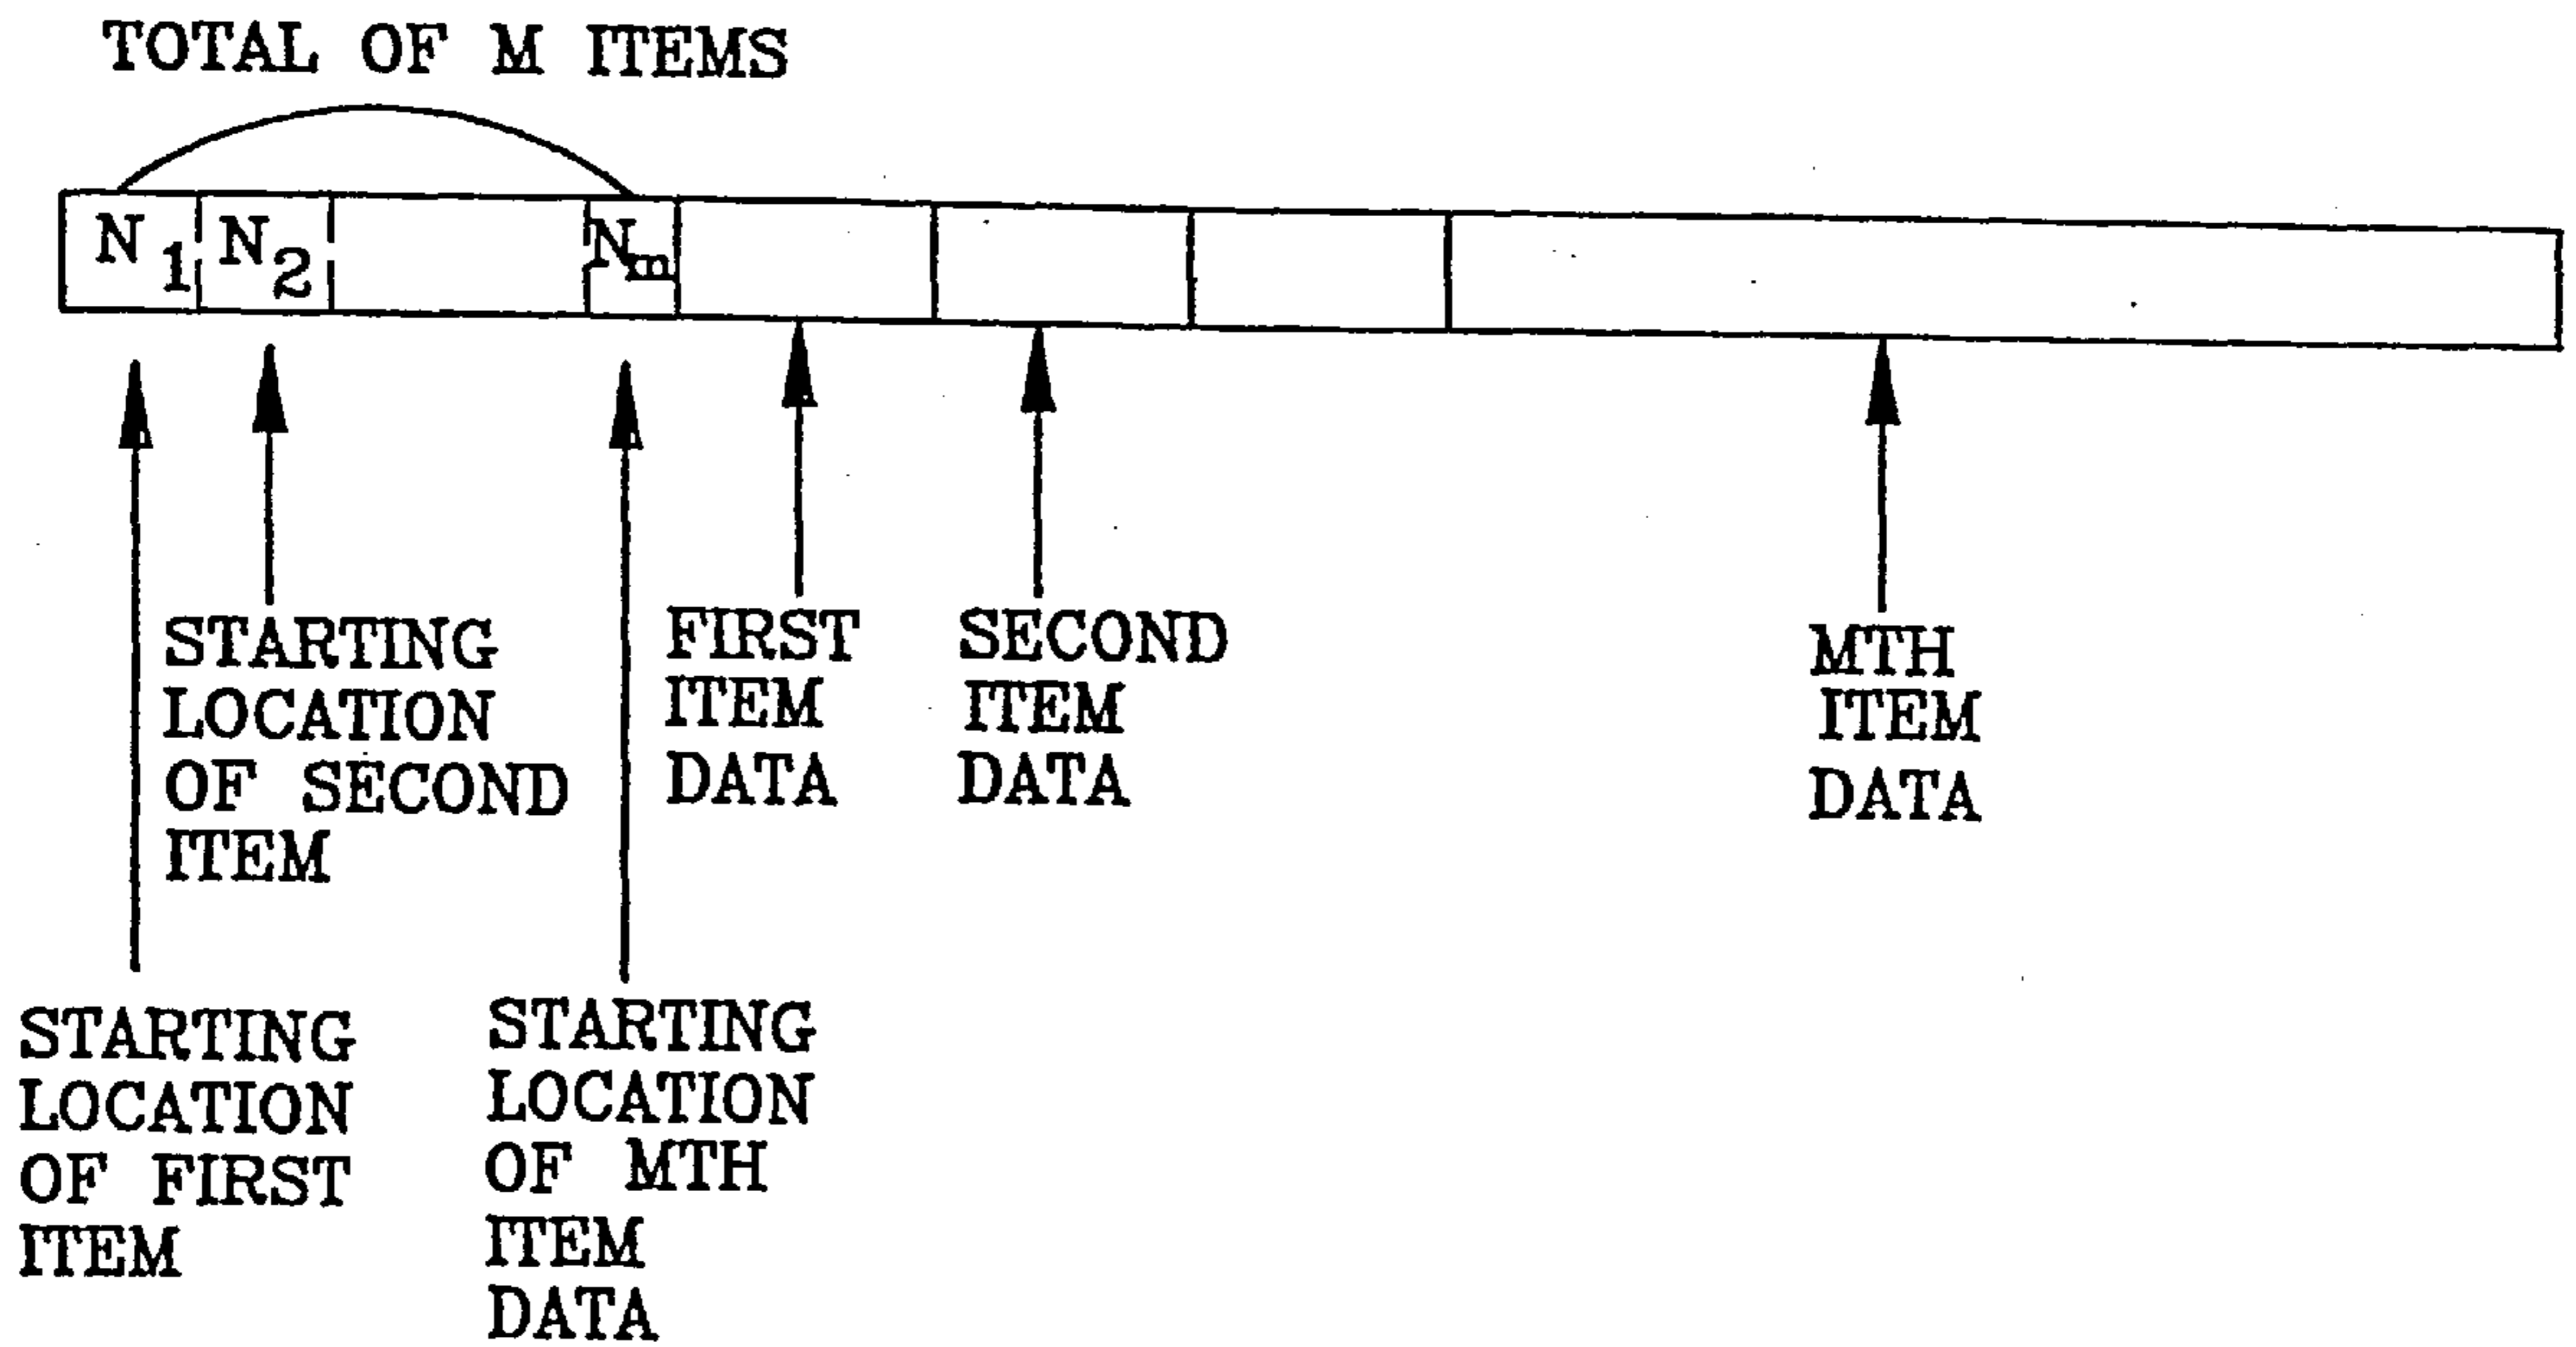 TOTAL OF M ITEMS
N1 N2 Nm
STARTING
LOCATION
OF SECOND
ITEM
FIRST
ITEM
DATA
SECOND
ITEM
DATA
MTH
ITEM
DATA
STARTING
LOCATION
OF FIRST
ITEM
STARTING
LOCATION
OF MTH
ITEM
DATA